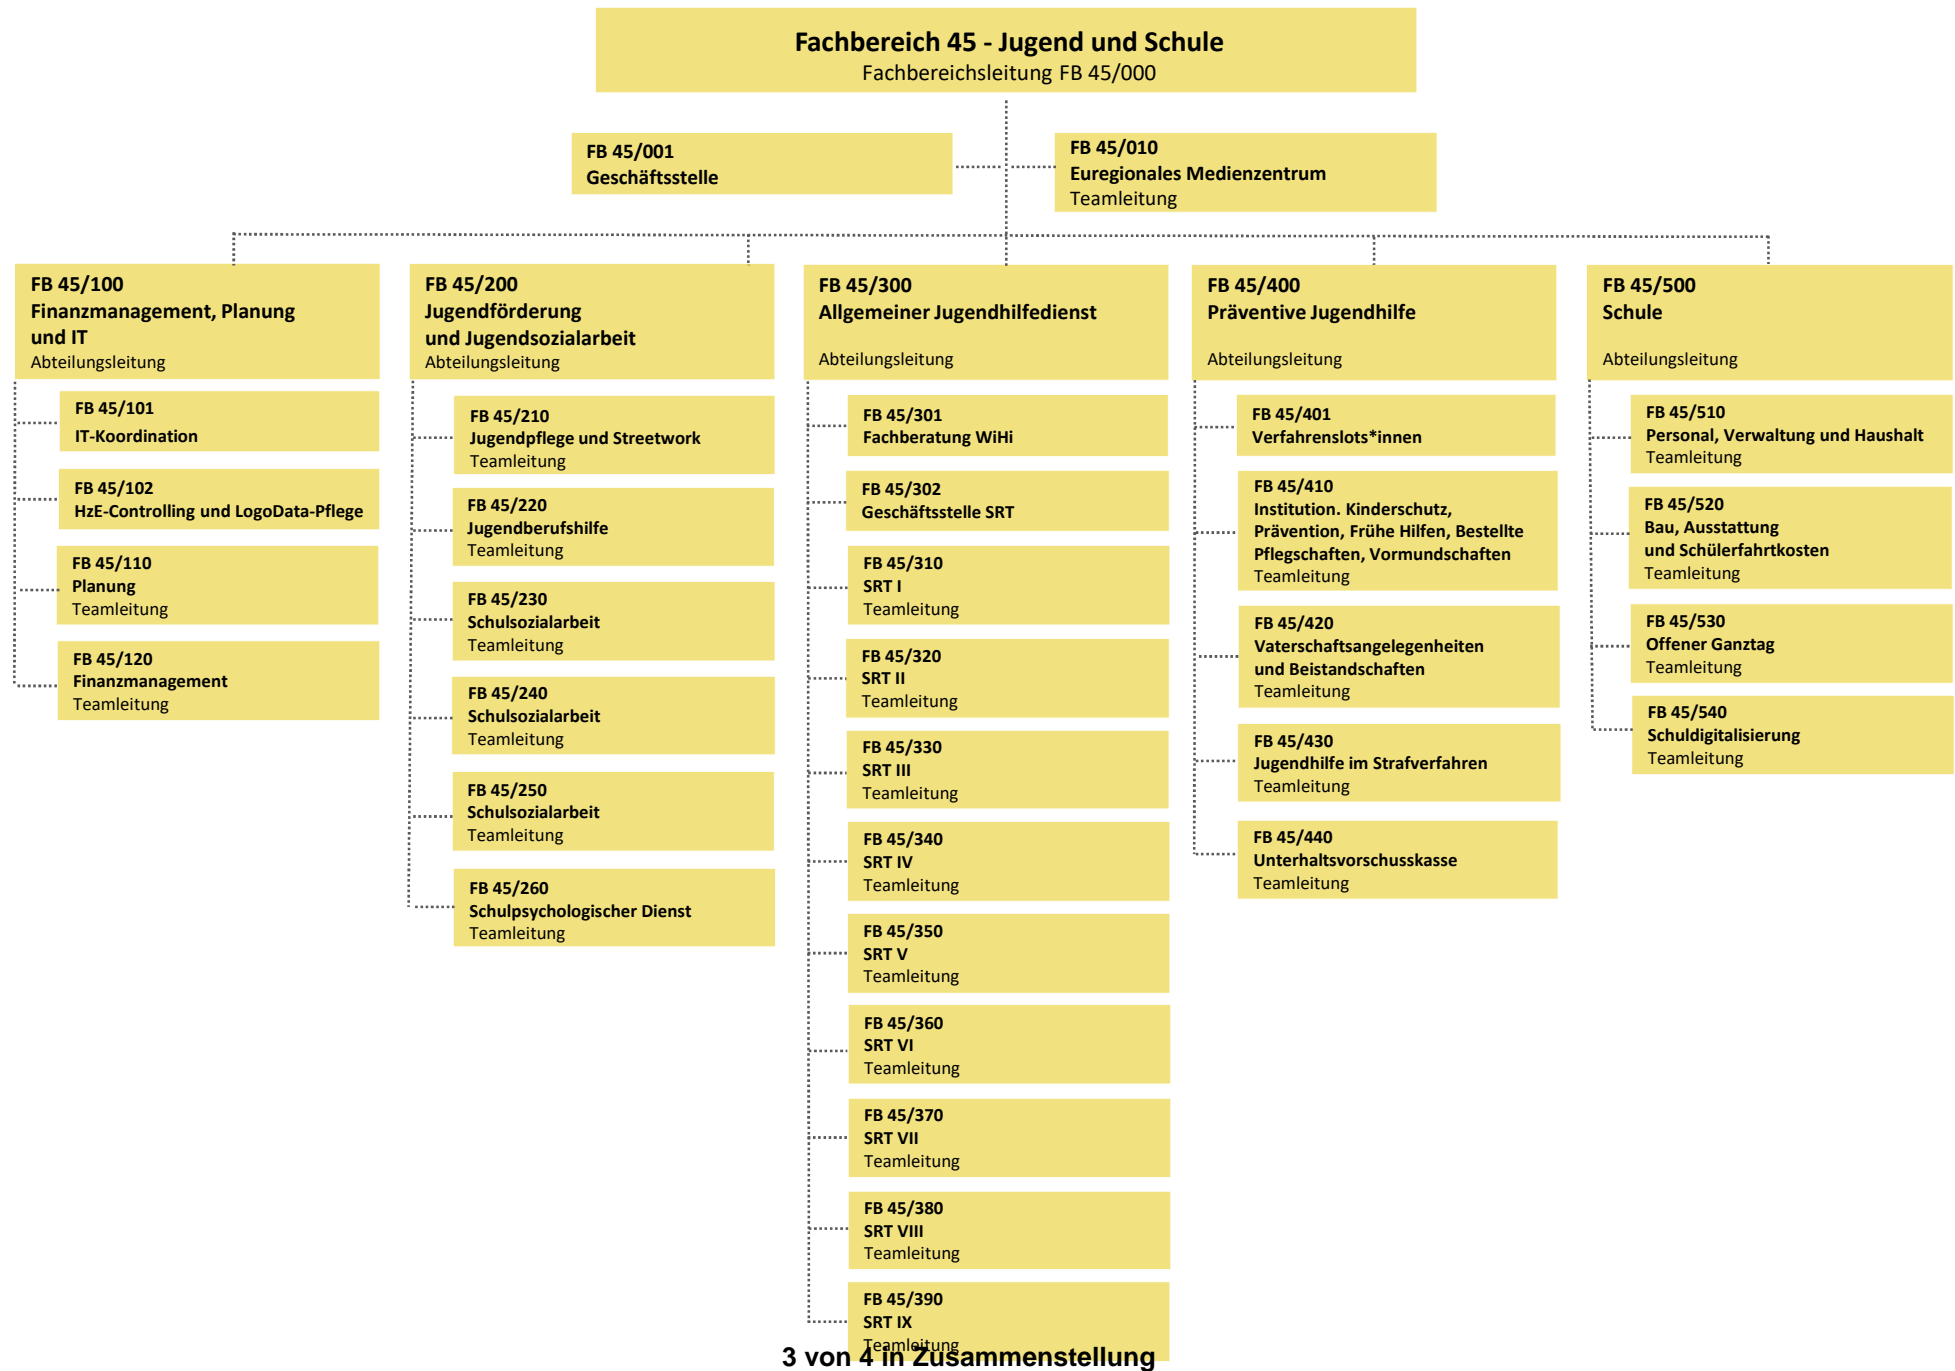 Fachbereich 45 - Jugend und Schule
Fachbereichsleitung FB 45/000
FB 45/001
Geschäftsstelle
FB 45/010
Euregionales Medienzentrum
Teamleitung
FB 45/100
Finanzmanagement, Planung
und IT
Abteilungsleitung
FB 45/101
IT-Koordination
FB 45/102
HzE-Controlling und LogoData-Pflege
FB 45/110
Planung
Teamleitung
FB 45/120
Finanzmanagement
Teamleitung
FB 45/200
Jugendförderung
und Jugendsozialarbeit
Abteilungsleitung
FB 45/210
Jugendpflege und Streetwork
Teamleitung
FB 45/220
Jugendberufshilfe
Teamleitung
FB 45/230
Schulsozialarbeit
Teamleitung
FB 45/240
Schulsozialarbeit
Teamleitung
FB 45/250
Schulsozialarbeit
Teamleitung
FB 45/260
Schulpsychologischer Dienst
Teamleitung
FB 45/300
Allgemeiner Jugendhilfedienst
Abteilungsleitung
FB 45/301
Fachberatung WiHi
FB 45/302
Geschäftsstelle SRT
FB 45/310
SRT I
Teamleitung
FB 45/320
SRT II
Teamleitung
FB 45/330
SRT III
Teamleitung
FB 45/340
SRT IV
Teamleitung
FB 45/350
SRT V
Teamleitung
FB 45/360
SRT VI
Teamleitung
FB 45/370
SRT VII
Teamleitung
FB 45/380
SRT VIII
Teamleitung
FB 45/390
SRT IX
Teamleitung
FB 45/400
Präventive Jugendhilfe
Abteilungsleitung
FB 45/401
Verfahrenslots*innen
FB 45/410
Institution. Kinderschutz,
Prävention, Frühe Hilfen, Bestellte
Pflegschaften, Vormundschaften
Teamleitung
FB 45/420
Vaterschaftsangelegenheiten
und Beistandschaften
Teamleitung
FB 45/430
Jugendhilfe im Strafverfahren
Teamleitung
FB 45/440
Unterhaltsvorschusskasse
Teamleitung
FB 45/500
Schule
Abteilungsleitung
FB 45/510
Personal, Verwaltung und Haushalt
Teamleitung
FB 45/520
Bau, Ausstattung
und Schülerfahrtkosten
Teamleitung
FB 45/530
Offener Ganztag
Teamleitung
FB 45/540
Schuldigitalisierung
Teamleitung
3 von 4 in Zusammenstellung